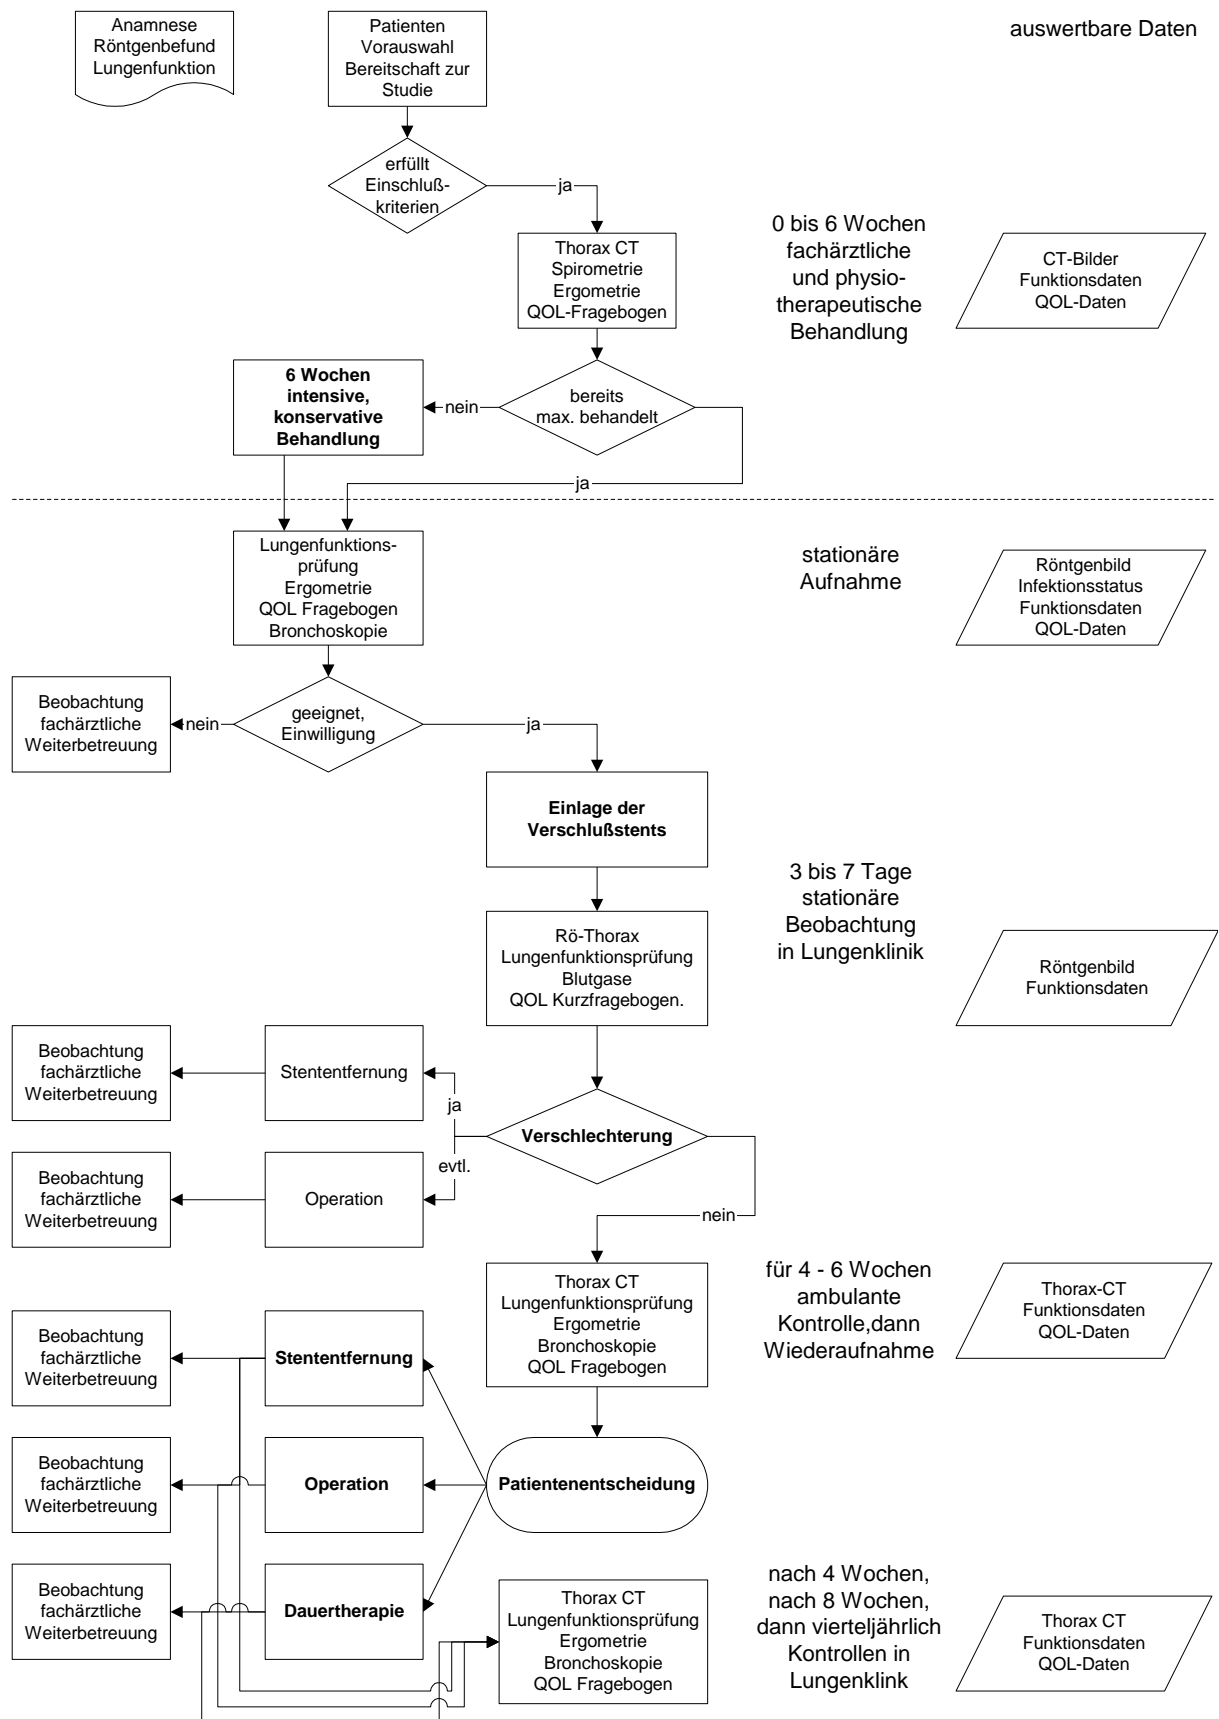 Anamnese
Röntgenbefund
Lungenfunktion
Patienten
Vorauswahl
Bereitschaft zur
Studie
auswertbare Daten
erfüllt
Einschluß-
kriterien
ja
Thorax CT
Spirometrie
Ergometrie
QOL-Fragebogen
0 bis 6 Wochen
fachärztliche
und physio-
therapeutische
Behandlung
CT-Bilder
Funktionsdaten
QOL-Daten
6 Wochen
intensive,
konservative
Behandlung
nein
bereits
max. behandelt
ja
Lungenfunktions-
prüfung
Ergometrie
QOL Fragebogen
Bronchoskopie
stationäre
Aufnahme
Röntgenbild
Infektionsstatus
Funktionsdaten
QOL-Daten
Beobachtung
fachärztliche
Weiterbetreuung
nein
geeignet,
Einwilligung
ja
Einlage der
Verschlußstents
3 bis 7 Tage
stationäre
Beobachtung
in Lungenklinik
Rö-Thorax
Lungenfunktionsprüfung
Blutgase
QOL Kurzfragebogen.
Röntgenbild
Funktionsdaten
Beobachtung
fachärztliche
Weiterbetreuung
Stententfernung
ja
Verschlechterung
evtl.
Beobachtung
fachärztliche
Weiterbetreuung
Operation
nein
Thorax CT
Lungenfunktionsprüfung
Ergometrie
Bronchoskopie
QOL Fragebogen
für 4 - 6 Wochen
ambulante
Kontrolle,dann
Wiederaufnahme
Thorax-CT
Funktionsdaten
QOL-Daten
Beobachtung
fachärztliche
Weiterbetreuung
Stententfernung
Beobachtung
fachärztliche
Weiterbetreuung
Operation
Patientenentscheidung
Beobachtung
fachärztliche
Weiterbetreuung
Dauertherapie
Thorax CT
Lungenfunktionsprüfung
Ergometrie
Bronchoskopie
QOL Fragebogen
nach 4 Wochen,
nach 8 Wochen,
dann vierteljährlich
Kontrollen in
Lungenklink
Thorax CT
Funktionsdaten
QOL-Daten